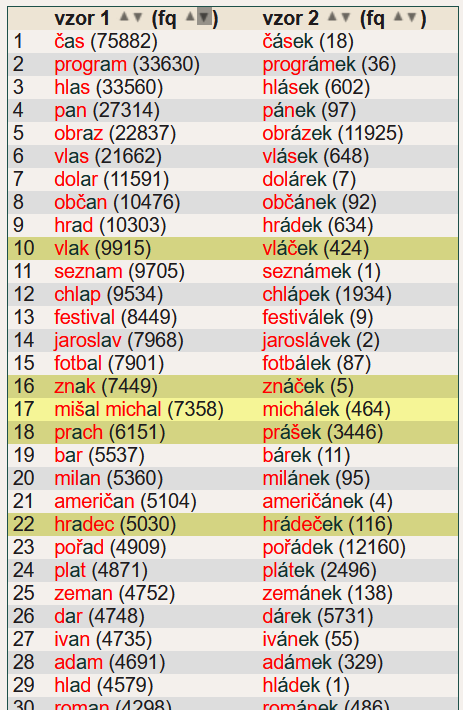 vzor 1 ▲▼ (fq ▲▼) vzor 2 ▲▼ (fq ▲▼)
1 čas (75882) čásek (18)
2 program (33630) prográmek (36)
3 hlas (33560) hlásek (602)
4 pan (27314) pánek (97)
5 obraz (22837) obrázek (11925)
6 vlas (21662) vlásek (648)
7 dolar (11591) dolárek (7)
8 občan (10476) občánek (92)
9 hrad (10303) hrádek (634)
10 vlak (9915) vláček (424)
11 seznam (9705) seznámek (1)
12 chlap (9534) chlápek (1934)
13 festival (8449) festiválek (9)
14 jaroslav (7968) jaroslávek (2)
15 fotbal (7901) fotbálek (87)
16 znak (7449) znáček (5)
17 mišal michal (7358) michálek (464)
18 prach (6151) prášek (3446)
19 bar (5537) bárek (11)
20 milan (5360) milánek (95)
21 američan (5104) američánek (4)
22 hradec (5030) hrádeček (116)
23 pořad (4909) pořádek (12160)
24 plat (4871) plátek (2496)
25 zeman (4752) zemánek (138)
26 dar (4748) dárek (5731)
27 ivan (4735) ivánek (55)
28 adam (4691) adámek (329)
29 hlad (4579) hládek (1)
30 roman (4298) románek (486)